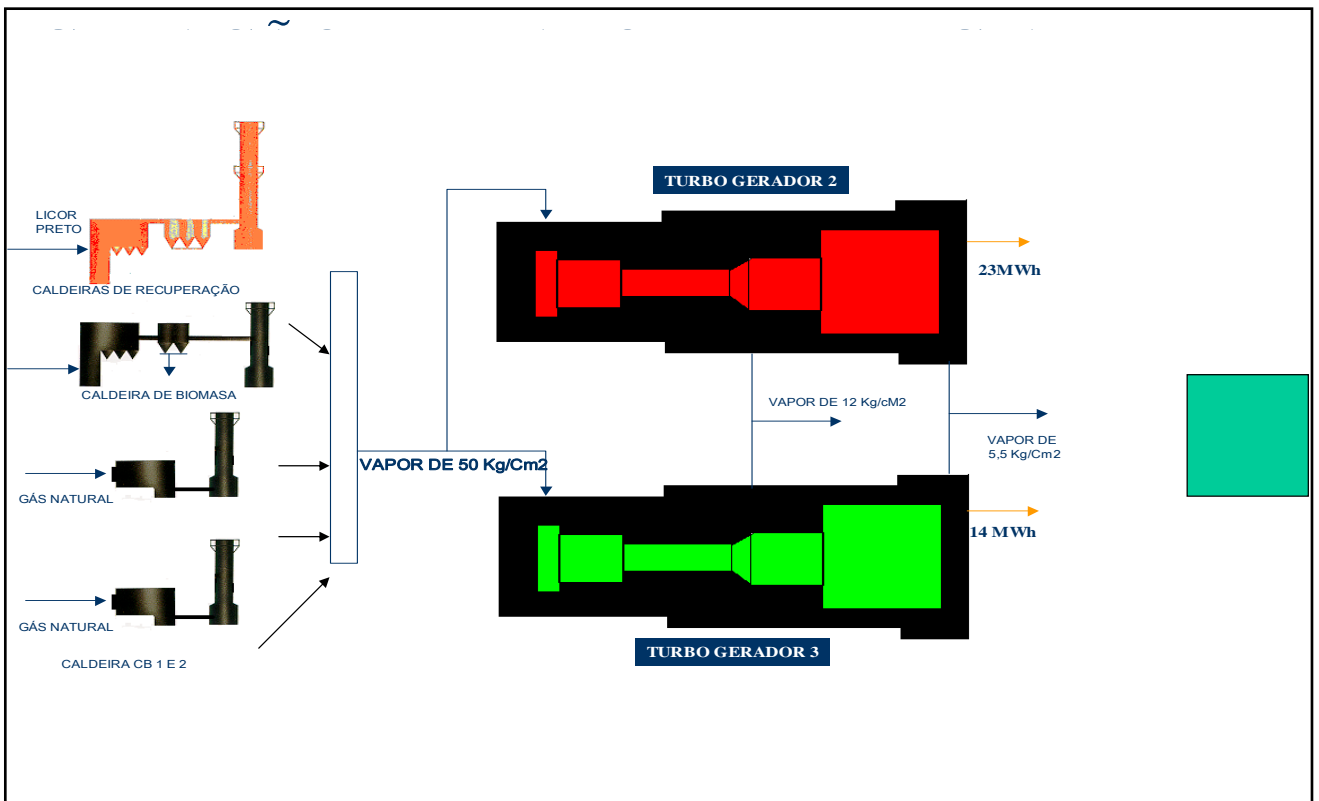 TURBO GERADOR 2
LICOR
PRETO
23MWh
CALDEIRAS DE RECUPERAÇÃO
CALDEIRA DE BIOMASA
VAPOR DE 12 Kg/cM2
VAPOR DE
5,5 Kg/Cm2
VAPOR DE 50 Kg/Cm2
GÁS NATURAL
14 MWh
GÁS NATURAL
TURBO GERADOR 3
CALDEIRA CB 1 E 2